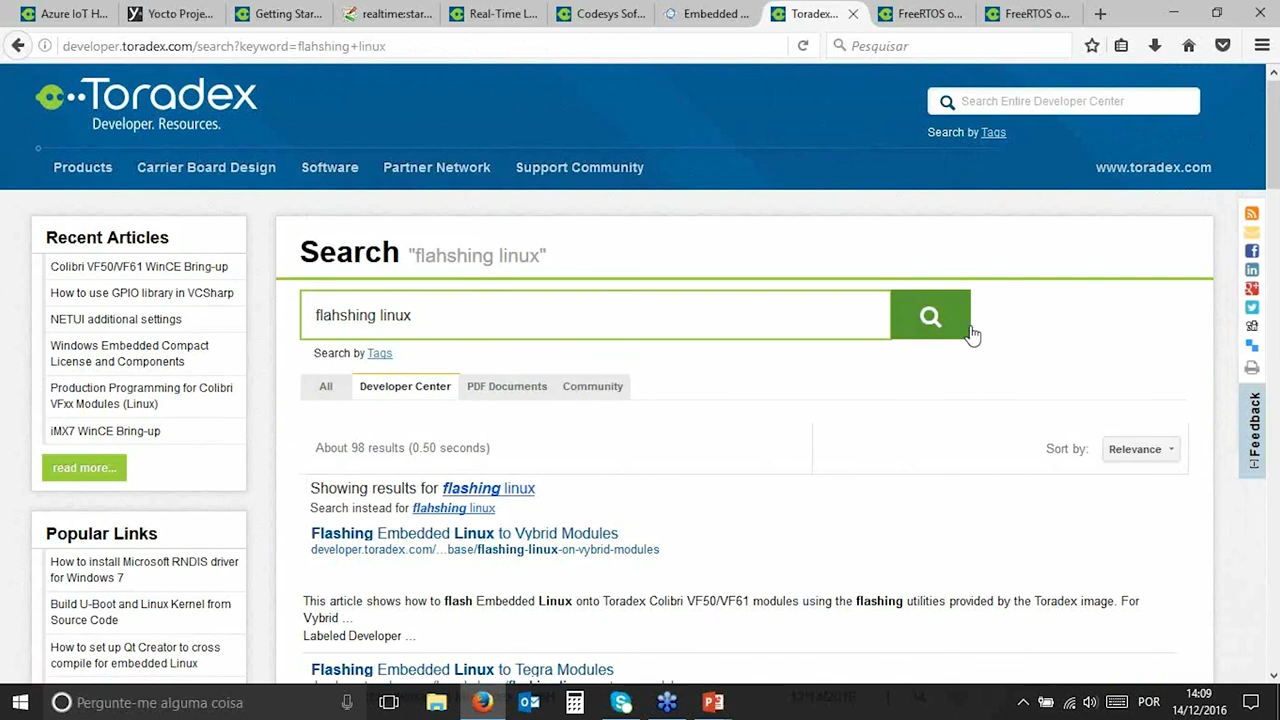 Azure IoT H...
Yocto Proje...
Getting Star...
realtime:star...
Real-Time L...
Codesys Sof...
Embedded ...
Toradex...
FreeRTOS o...
FreeRTOS o...
developer.toradex.com/search?keyword=flahshing+linux
Pesquisar
Toradex
Developer. Resources.
Search Entire Developer Center
Search by Tags
Products
Carrier Board Design
Software
Partner Network
Support Community
www.toradex.com
Recent Articles
Colibri VF50/VF61 WinCE Bring-up
How to use GPIO library in VCSharp
NETUI additional settings
Windows Embedded Compact
License and Components
Production Programming for Colibri
VFxx Modules (Linux)
iMX7 WinCE Bring-up
read more...
Popular Links
How to install Microsoft RNDIS driver
for Windows 7
Build U-Boot and Linux Kernel from
Source Code
How to set up Qt Creator to cross
compile for embedded Linux
Search "flahshing linux"
flahshing linux
Search by Tags
All
Developer Center
PDF Documents
Community
About 98 results (0.50 seconds)
Sort by:
Relevance
Showing results for flashing linux
Search instead for flahshing linux
Flashing Embedded Linux to Vybrid Modules
developer.toradex.com/...base/flashing-linux-on-vybrid-modules
This article shows how to flash Embedded Linux onto Toradex Colibri VF50/VF61 modules using the flashing utilities provided by the Toradex image. For
Vybrid ...
Labeled Developer ...
Flashing Embedded Linux to Tegra Modules
[-] Feedback
Pergunte-me alguma coisa
POR
14:09
14/12/2016